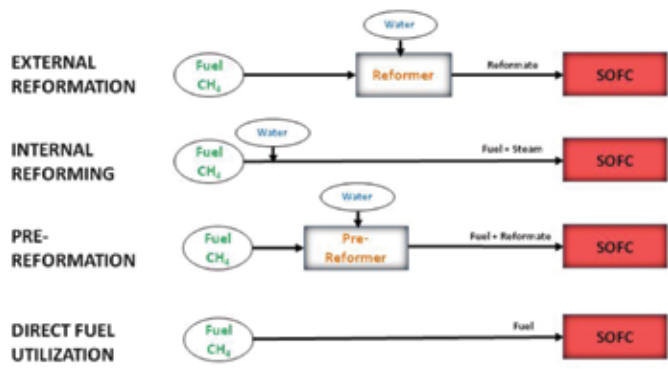 Water
EXTERNAL
REFORMATION
Fuel
CH₄
Reformer
Reformate
SOFC
INTERNAL
REFORMING
Water
Fuel
CH₄
Fuel + Steam
SOFC
Water
PRE-
REFORMATION
Fuel
CH₄
Pre-
Reformer
Fuel + Reformate
SOFC
DIRECT FUEL
UTILIZATION
Fuel
CH₄
Fuel
SOFC